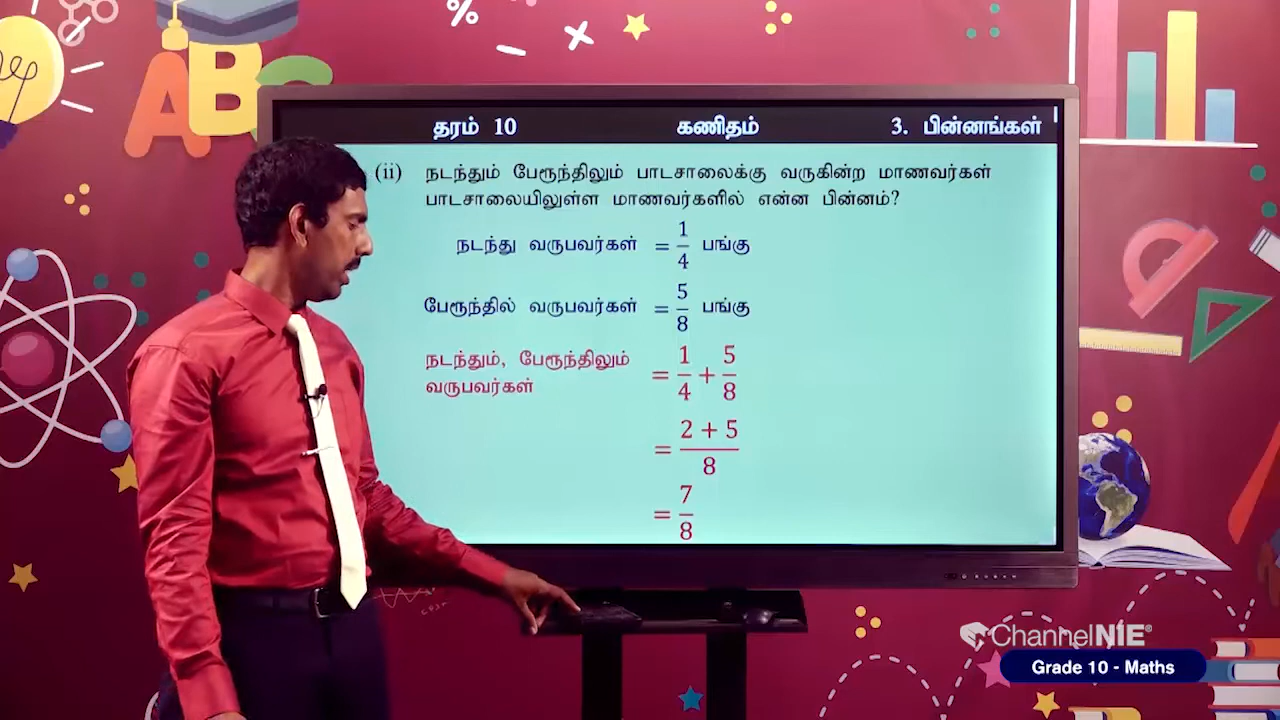 %
ABC
தரம் 10 கணிதம் 3. பின்னங்கள்
(ii) நடந்தும் பேரூந்திலும் பாடசாலைக்கு வருகின்ற மாணவர்கள்
பாடசாலையிலுள்ள மாணவர்களில் என்ன பின்னம்?
நடந்து வருபவர்கள் = 1/4 பங்கு
பேரூந்தில் வருபவர்கள் = 5/8 பங்கு
நடந்தும், பேரூந்திலும்
வருபவர்கள் = 1/4 + 5/8
= (2 + 5)/8
= 7/8
ChannelNIE®
Grade 10 - Maths